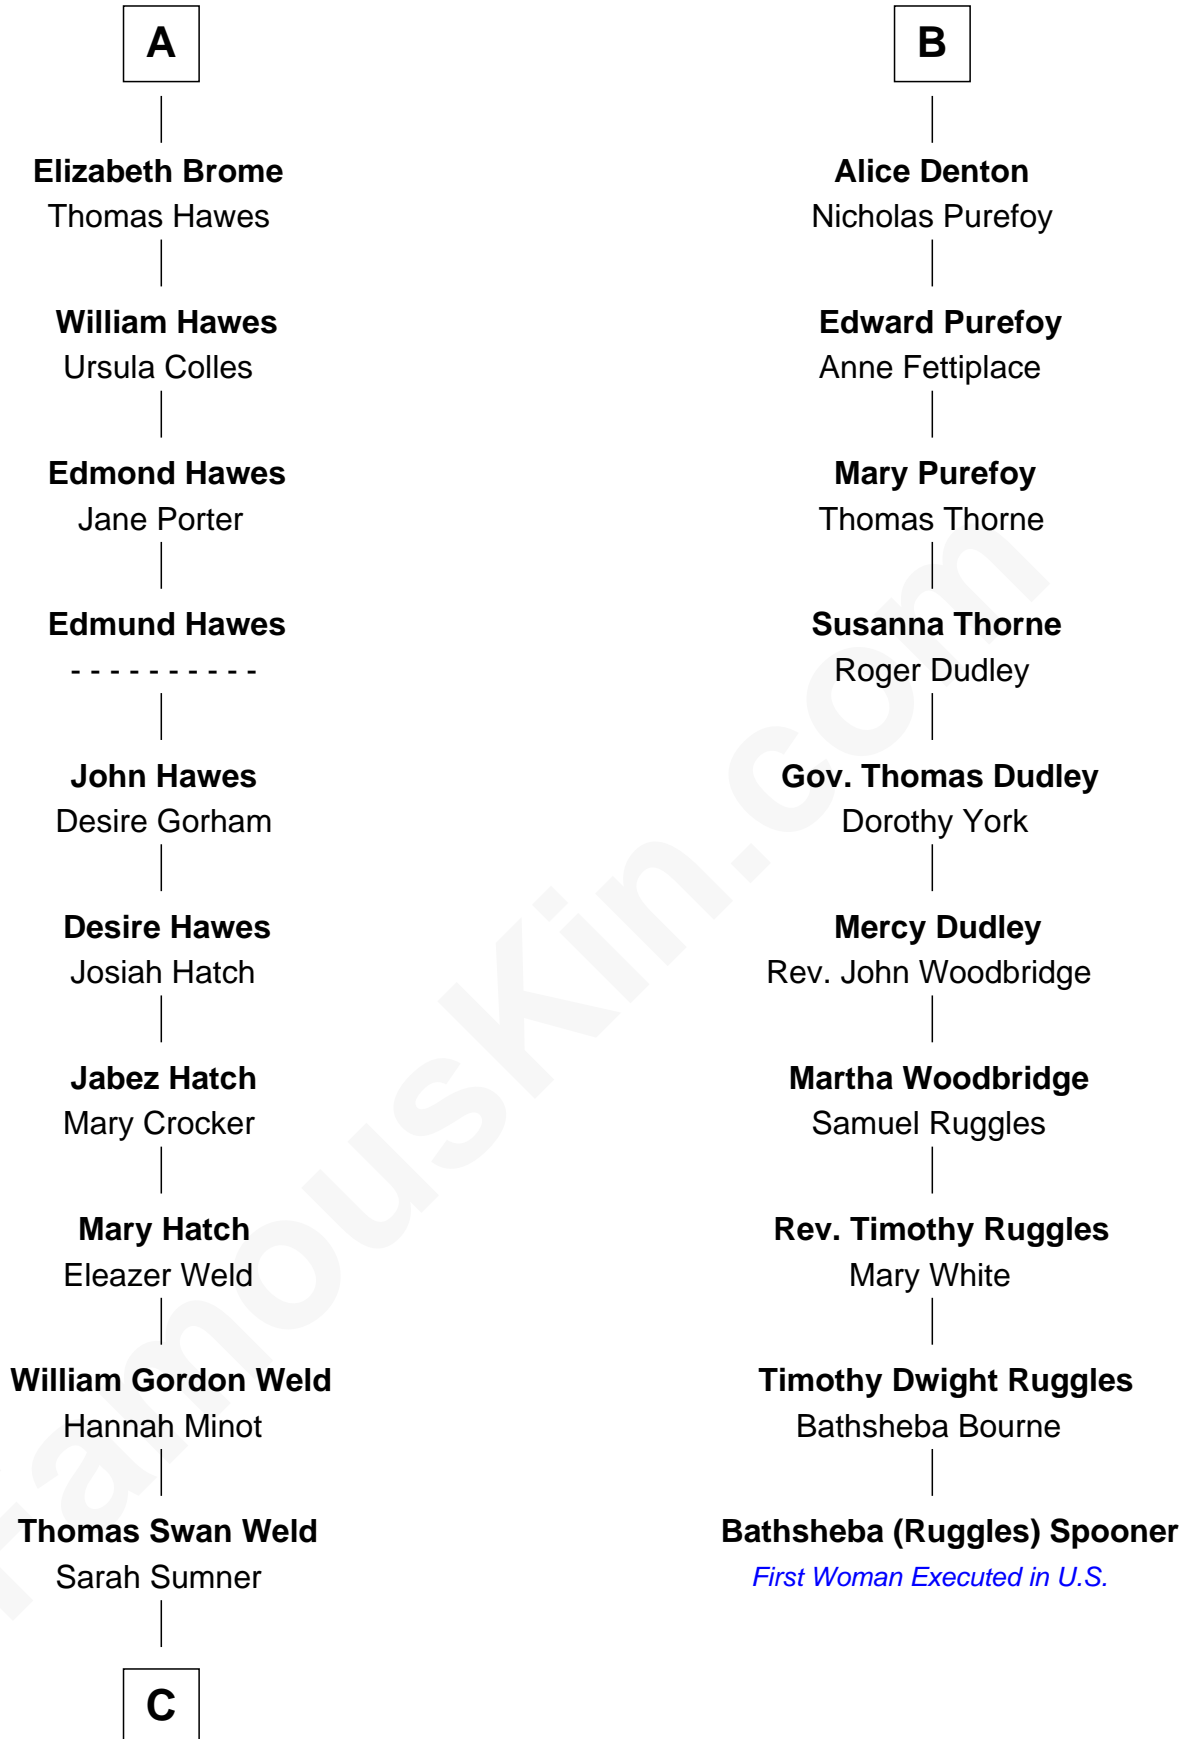 A
Elizabeth Brome
Thomas Hawes
William Hawes
Ursula Colles
Edmond Hawes
Jane Porter
Edmund Hawes
- - - - - - - - - -
John Hawes
Desire Gorham
Desire Hawes
Josiah Hatch
Jabez Hatch
Mary Crocker
Mary Hatch
Eleazer Weld
William Gordon Weld
Hannah Minot
Thomas Swan Weld
Sarah Sumner
C
B
Alice Denton
Nicholas Purefoy
Edward Purefoy
Anne Fettiplace
Mary Purefoy
Thomas Thorne
Susanna Thorne
Roger Dudley
Gov. Thomas Dudley
Dorothy York
Mercy Dudley
Rev. John Woodbridge
Martha Woodbridge
Samuel Ruggles
Rev. Timothy Ruggles
Mary White
Timothy Dwight Ruggles
Bathsheba Bourne
Bathsheba (Ruggles) Spooner
First Woman Executed in U.S.
FamousKin.com